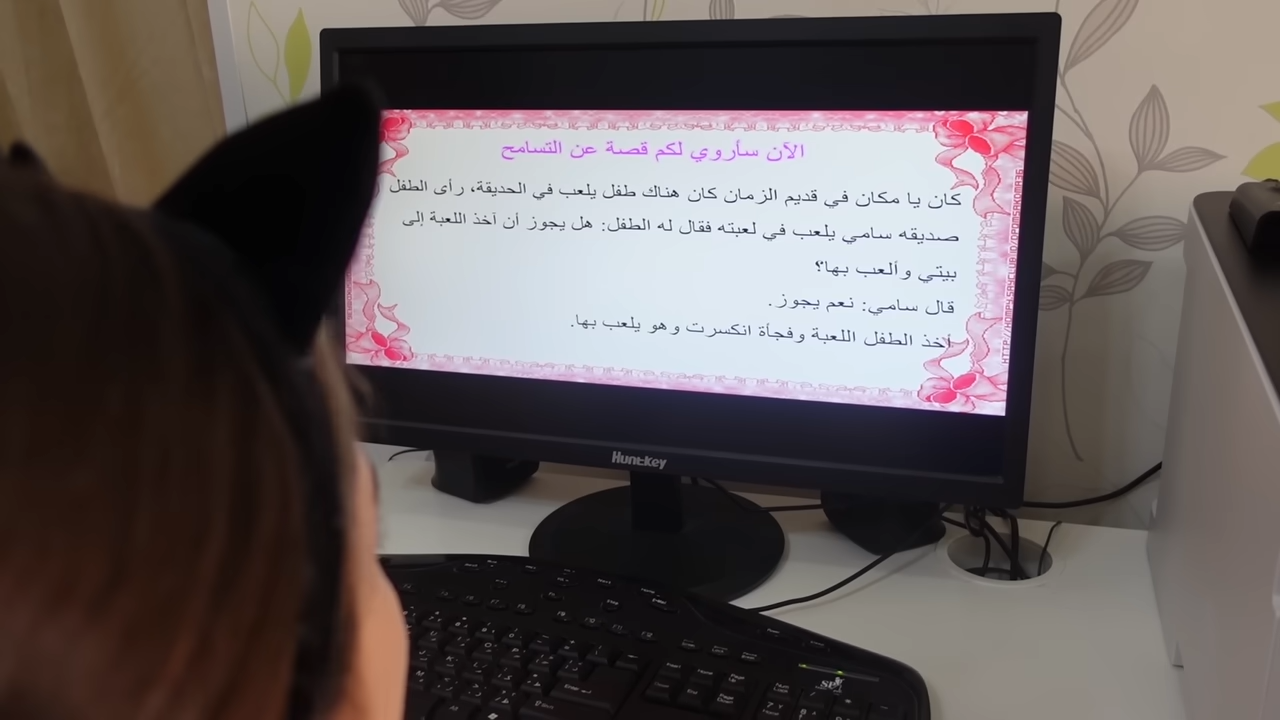 الآن سأروي لكم قصة عن التسامح
كان يا مكان في قديم الزمان كان هناك طفل يلعب في الحديقة، رأى الطفل
صديقه سامي يلعب في لعبته فقال له الطفل: هل يجوز أن آخذ اللعبة إلى
بيتي وألعب بها؟
قال سامي: نعم يجوز.
أخذ الطفل اللعبة وفجأة انكسرت وهو يلعب بها.
Huntkey